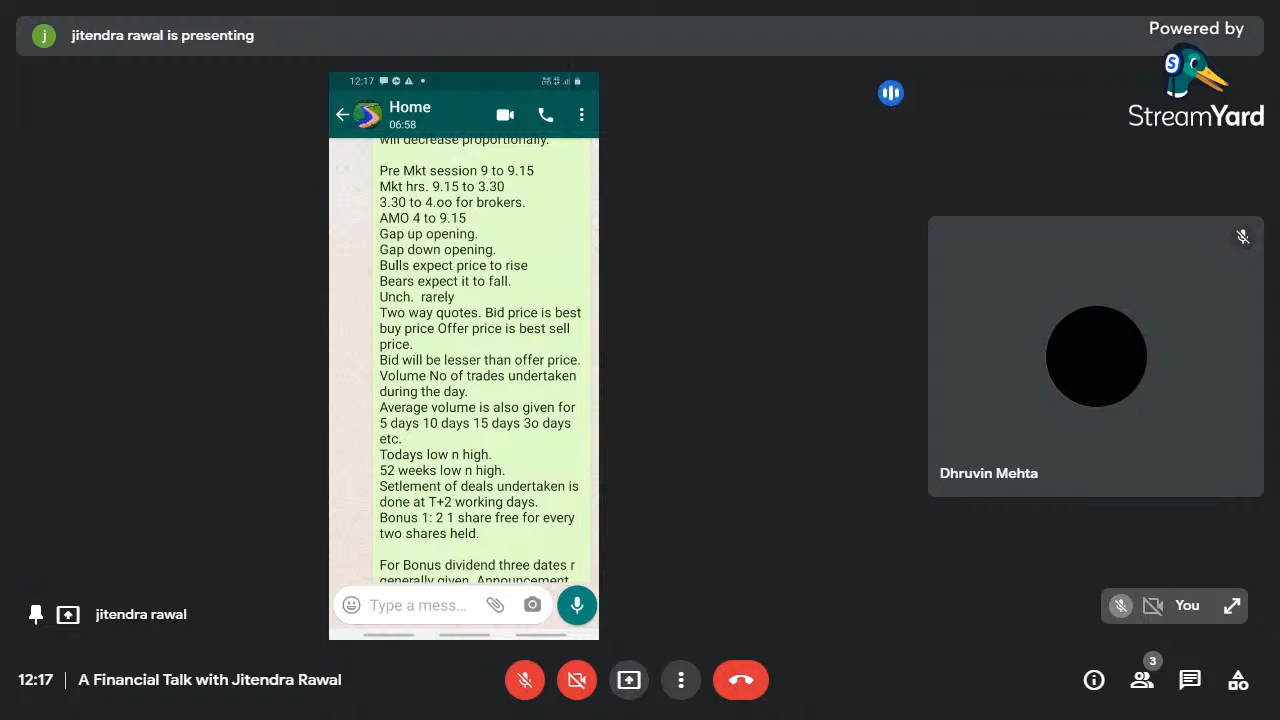 j
jitendra rawal is presenting
Powered by
S
StreamYard
12:17
Home
06:58
will decrease proportionally.
Pre Mkt session 9 to 9.15
Mkt hrs. 9.15 to 3.30
3.30 to 4.oo for brokers.
AMO 4 to 9.15
Gap up opening.
Gap down opening.
Bulls expect price to rise
Bears expect it to fall.
Unch.  rarely
Two way quotes. Bid price is best
buy price Offer price is best sell
price.
Bid will be lesser than offer price.
Volume No of trades undertaken
during the day.
Average volume is also given for
5 days 10 days 15 days 3o days
etc.
Todays low n high.
52 weeks low n high.
Setlement of deals undertaken is
done at T+2 working days.
Bonus 1: 2 1 share free for every
two shares held.
For Bonus dividend three dates r
generally given. Announcement
Type a mess...
Dhruvin Mehta
jitendra rawal
You
12:17 | A Financial Talk with Jitendra Rawal
3